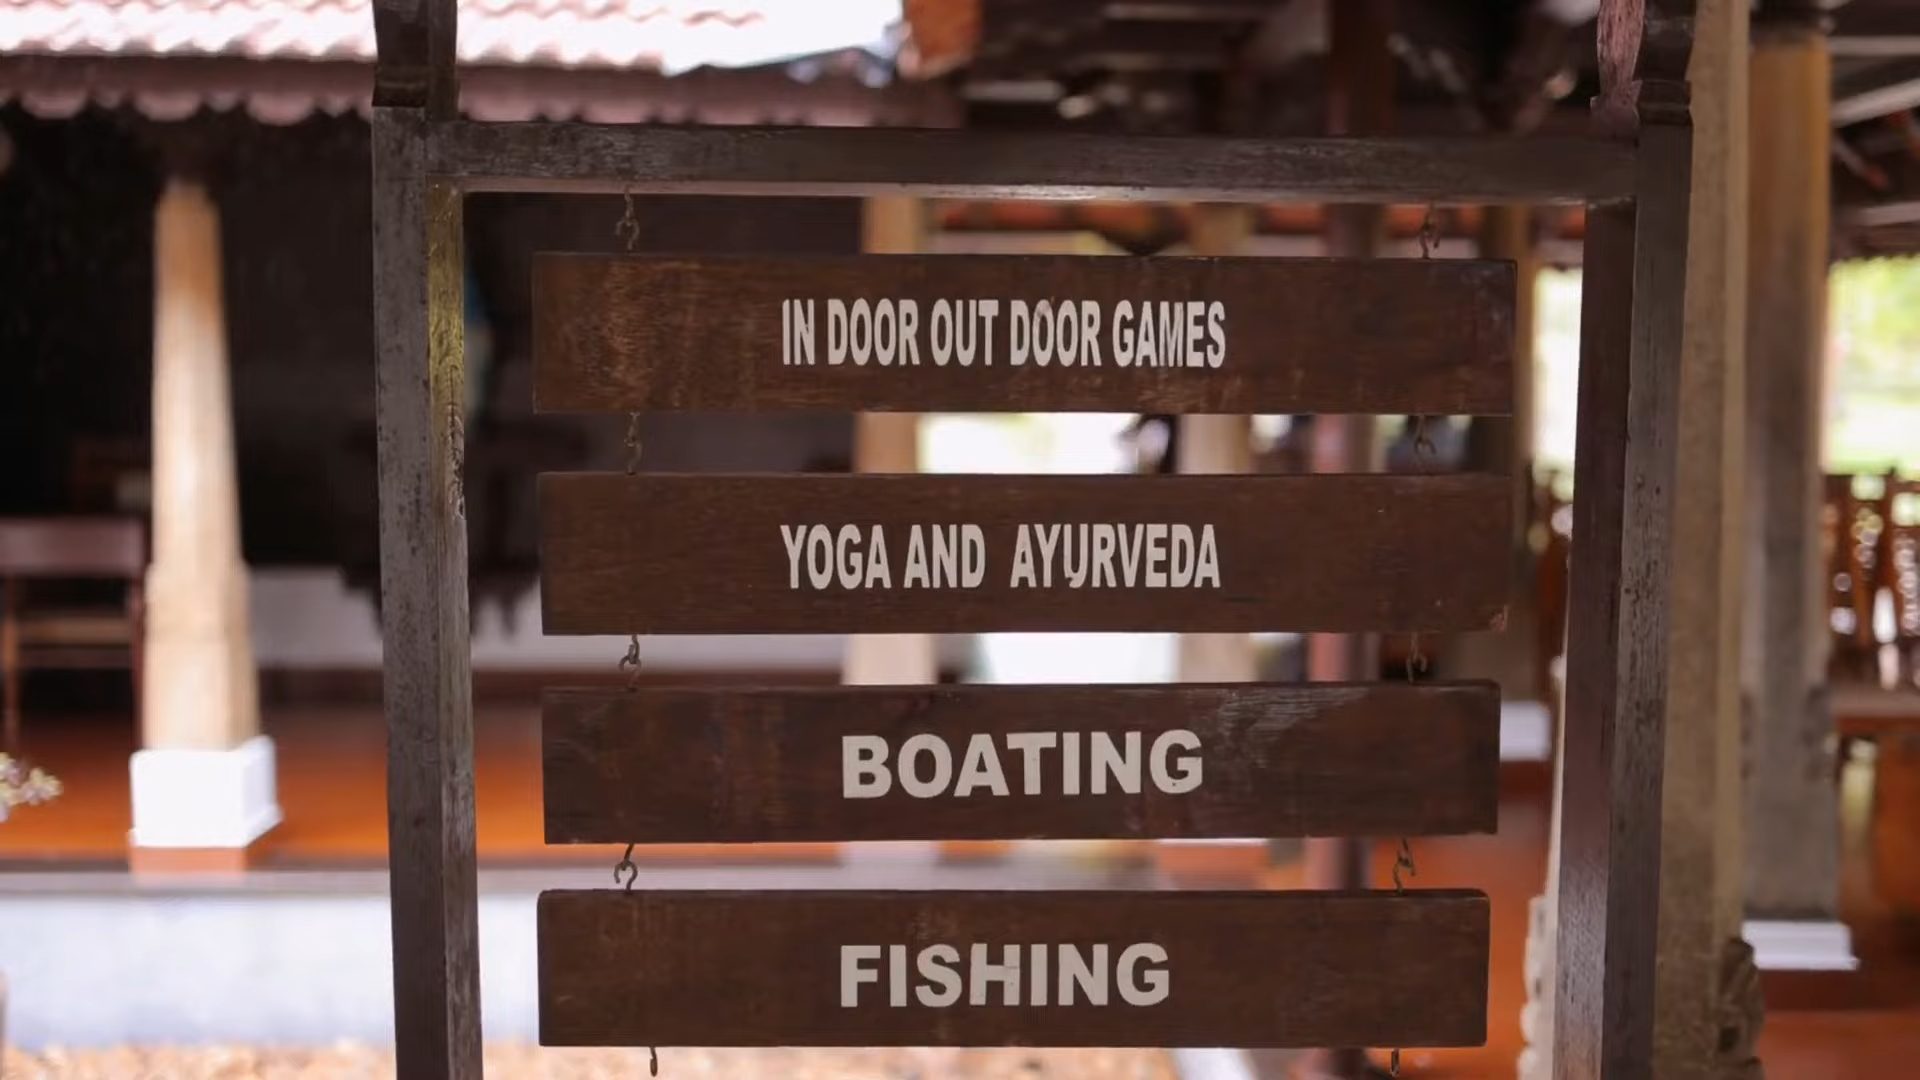 IN DOOR OUT DOOR GAMES
YOGA AND AYURVEDA
BOATING
FISHING